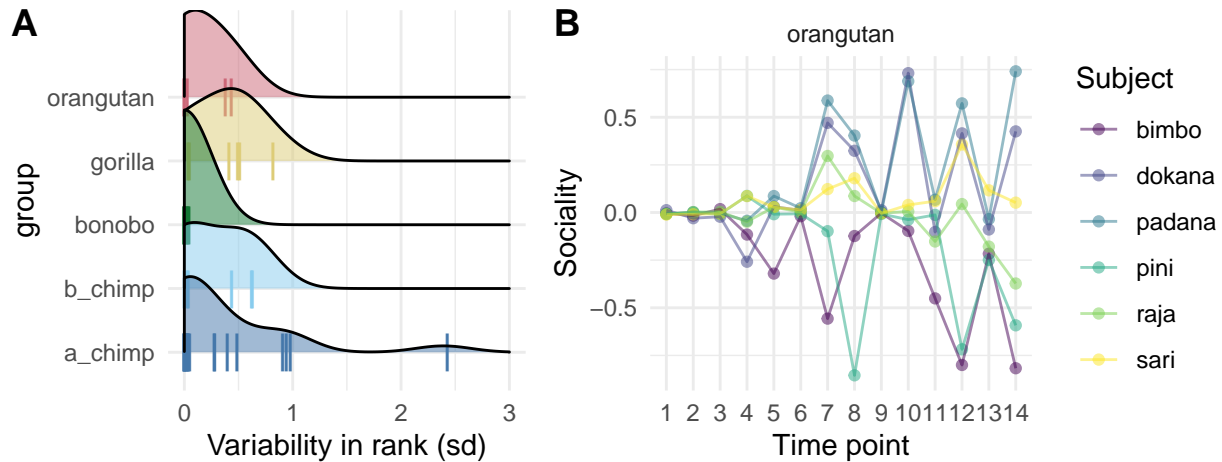 A
group
orangutan
gorilla
bonobo
b_chimp
a_chimp
0 1 2 3
Variability in rank (sd)
B
orangutan
Sociality
0.5
0.0
−0.5
1 2 3 4 5 6 7 8 9 10 11 12 13 14
Time point
Subject
bimbo
dokana
padana
pini
raja
sari